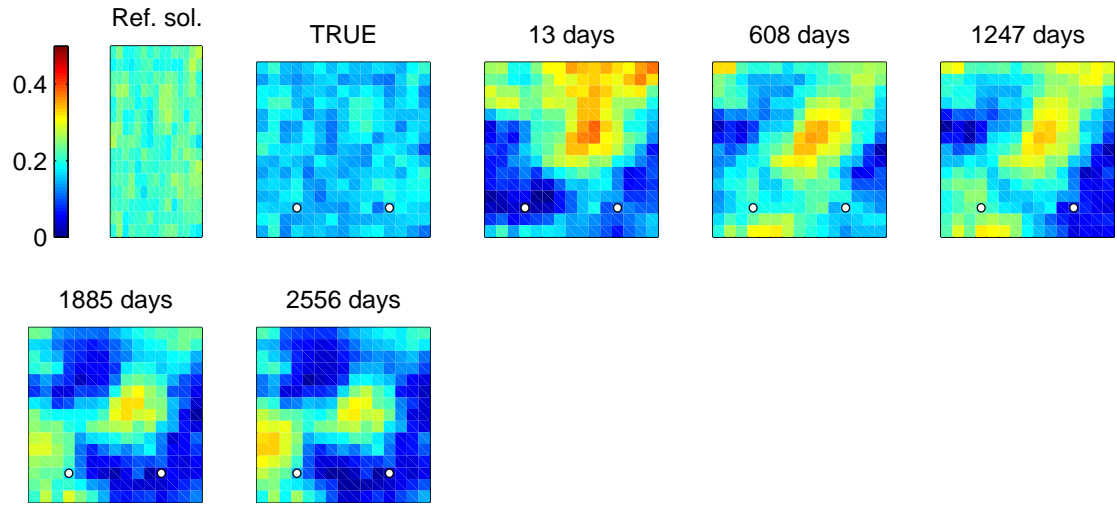 Ref. sol.
TRUE
13 days
608 days
1247 days
0.4
0.2
0
1885 days
2556 days